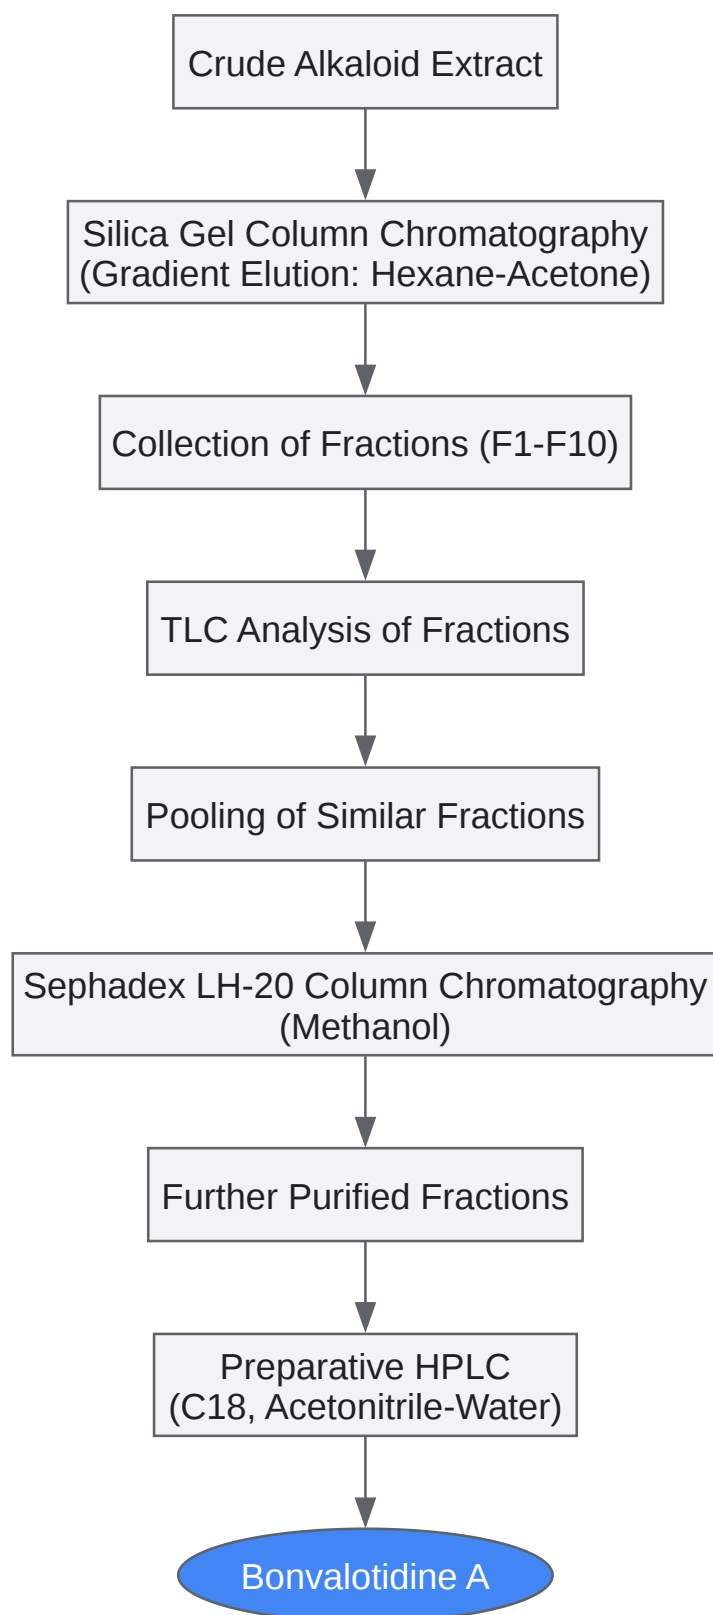 Crude Alkaloid Extract
Silica Gel Column Chromatography
(Gradient Elution: Hexane-Acetone)
Collection of Fractions (F1-F10)
TLC Analysis of Fractions
Pooling of Similar Fractions
Sephadex LH-20 Column Chromatography
(Methanol)
Further Purified Fractions
Preparative HPLC
(C18, Acetonitrile-Water)
Bonvalotidine A